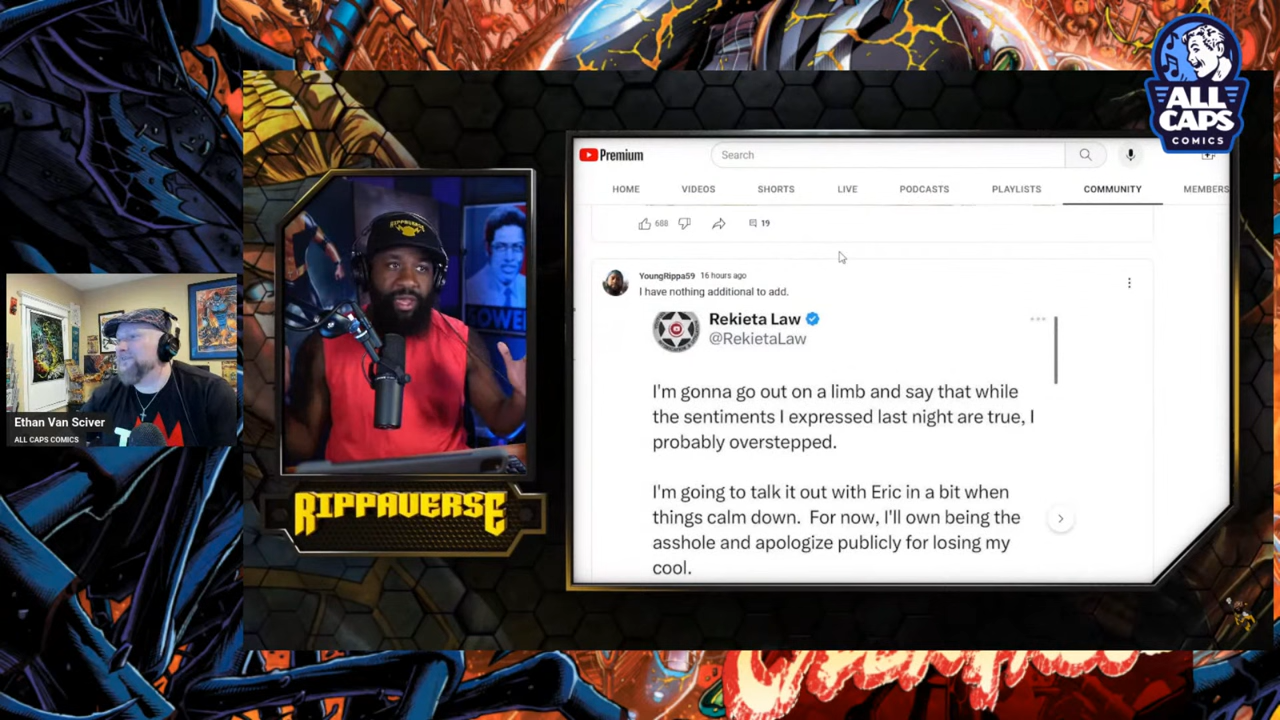 ALL
CAPS
COMICS
Premium
Search
HOME
VIDEOS
SHORTS
LIVE
PODCASTS
PLAYLISTS
COMMUNITY
MEMBERS
688
19
YoungRippa59 16 hours ago
I have nothing additional to add.
Rekieta Law
@RekietaLaw
I'm gonna go out on a limb and say that while
the sentiments I expressed last night are true, I
probably overstepped.
I'm going to talk it out with Eric in a bit when
things calm down. For now, I'll own being the
asshole and apologize publicly for losing my
cool.
RIPPAVERSE
RIPPAVERSE
Ethan Van Sciver
ALL CAPS COMICS